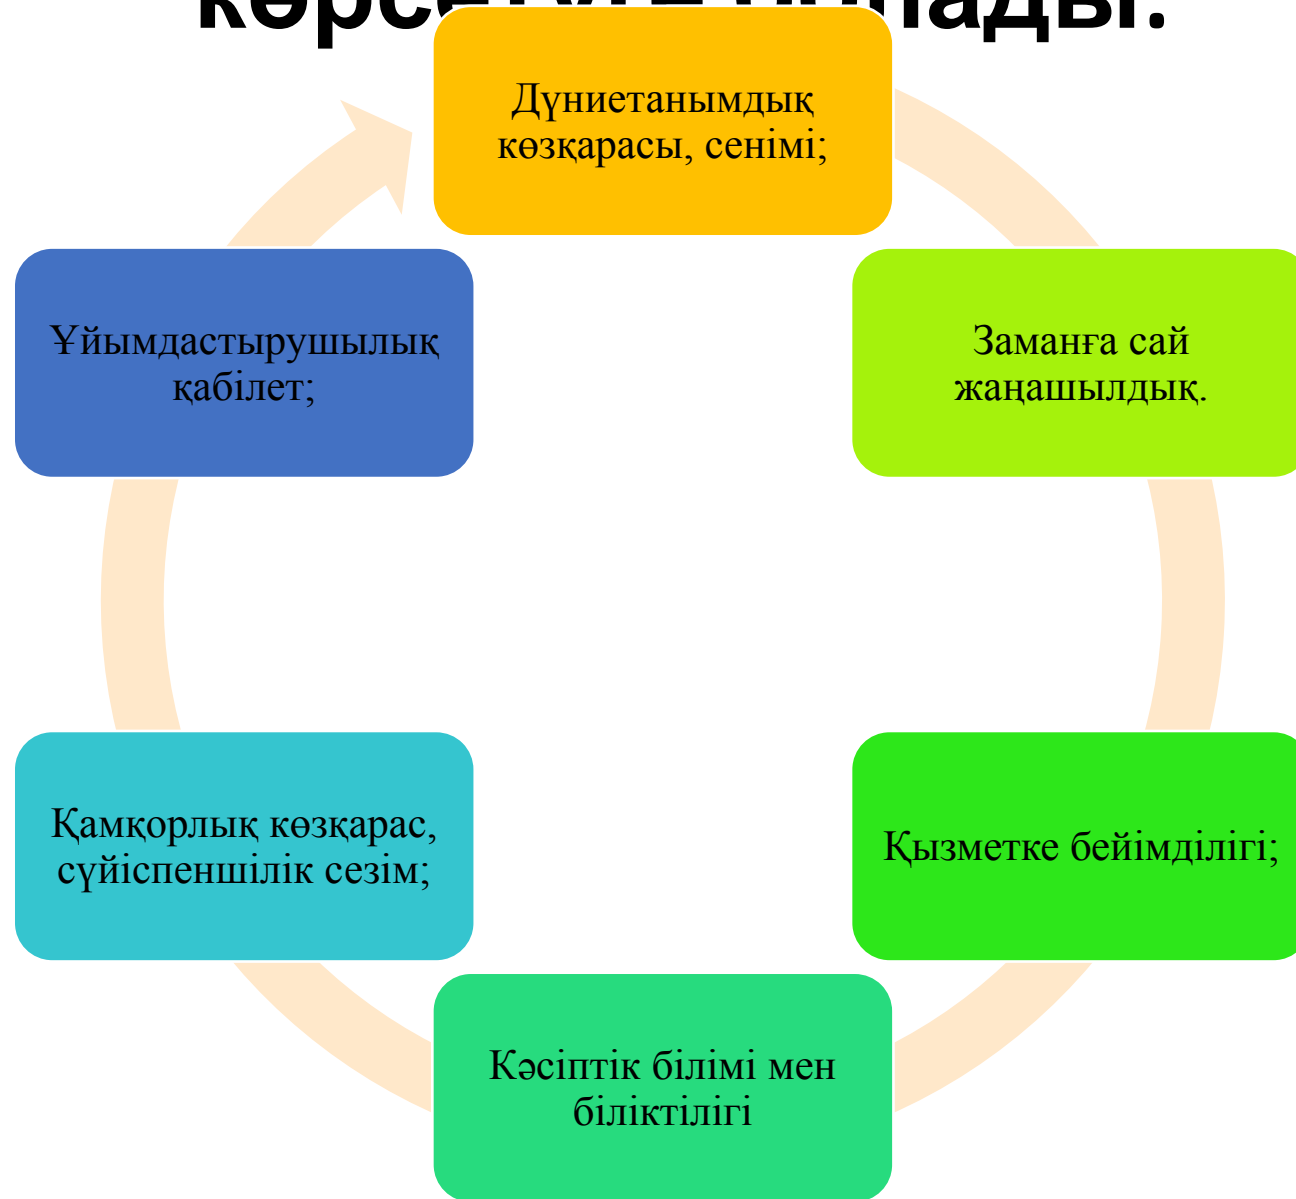 Дүниетанымдық
көзқарасы, сенімі;
Заманға сай
жаңашылдық.
Қызметке бейімділігі;
Кәсіптік білімі мен
біліктілігі
Қамқорлық көзқарас,
сүйіспеншілік сезім;
Ұйымдастырушылық
қабілет;